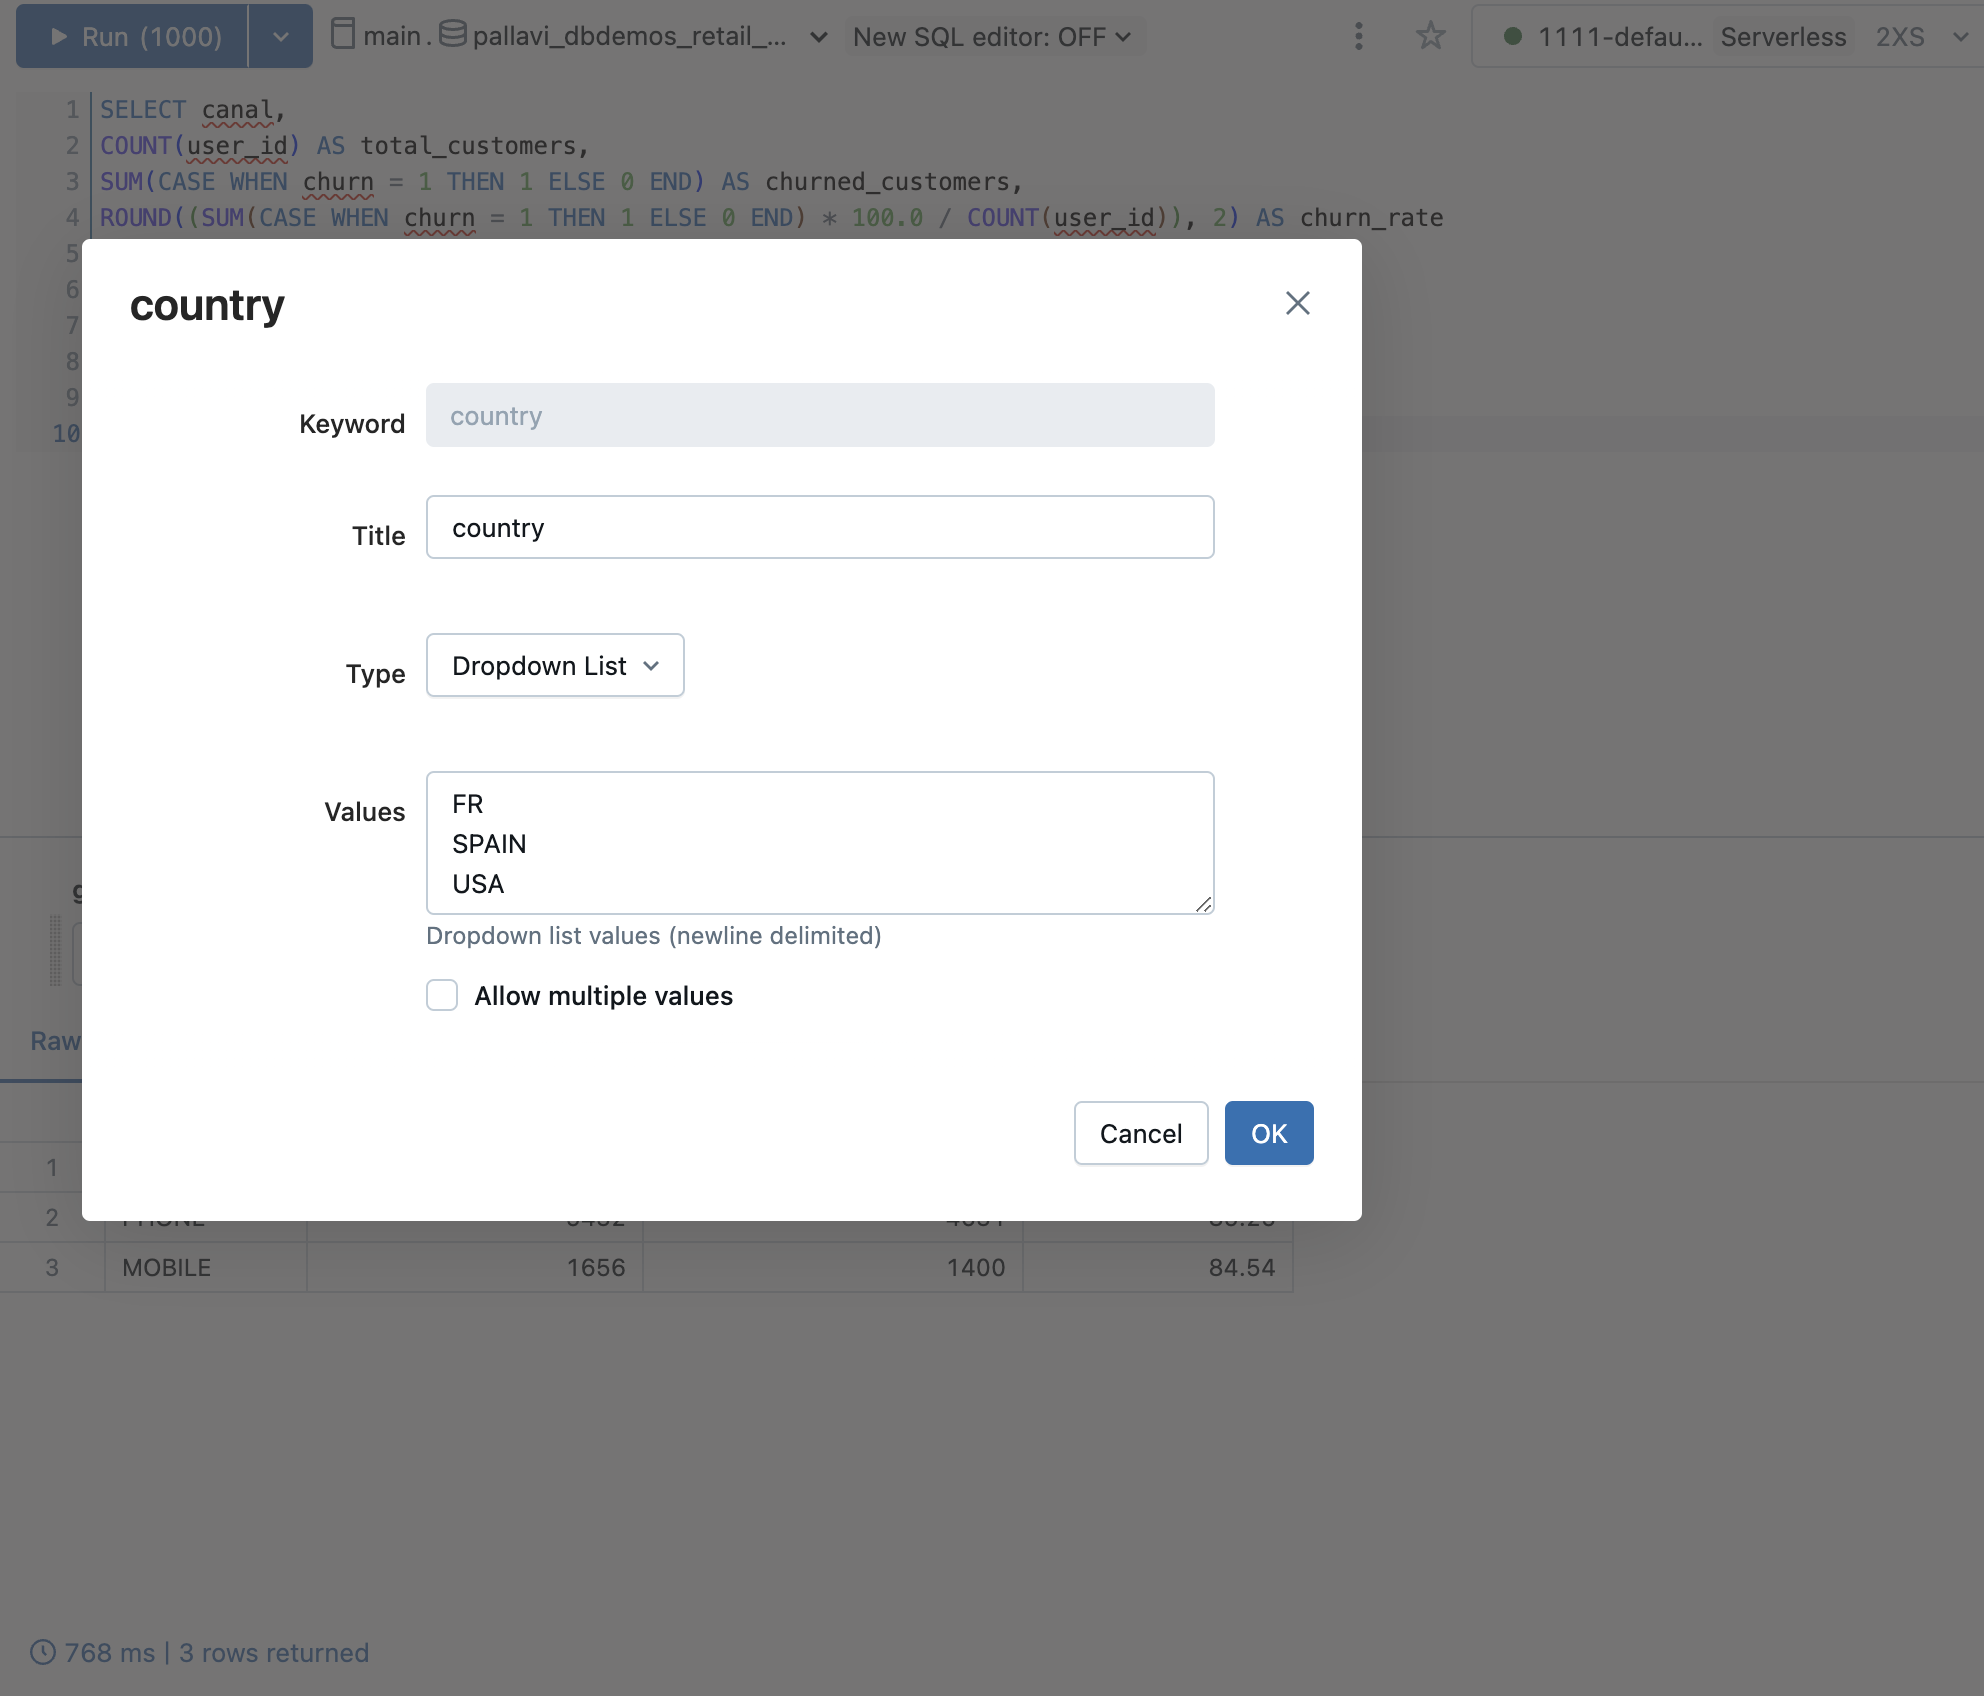 Run (1000)
main . pallavi_dbdemos_retail_...
New SQL editor: OFF
1111-defau... Serverless 2XS
1 SELECT canal,
2 COUNT(user_id) AS total_customers,
3 SUM(CASE WHEN churn = 1 THEN 1 ELSE 0 END) AS churned_customers,
4 ROUND((SUM(CASE WHEN churn = 1 THEN 1 ELSE 0 END) * 100.0 / COUNT(user_id)), 2) AS churn_rate
5
6
7
8
9
10
country
Keyword country
Title country
Type Dropdown List
Values FR
SPAIN
USA
Dropdown list values (newline delimited)
Allow multiple values
Cancel OK
Raw
1
2 PHONE
3 MOBILE 1656 1400 84.54
768 ms | 3 rows returned